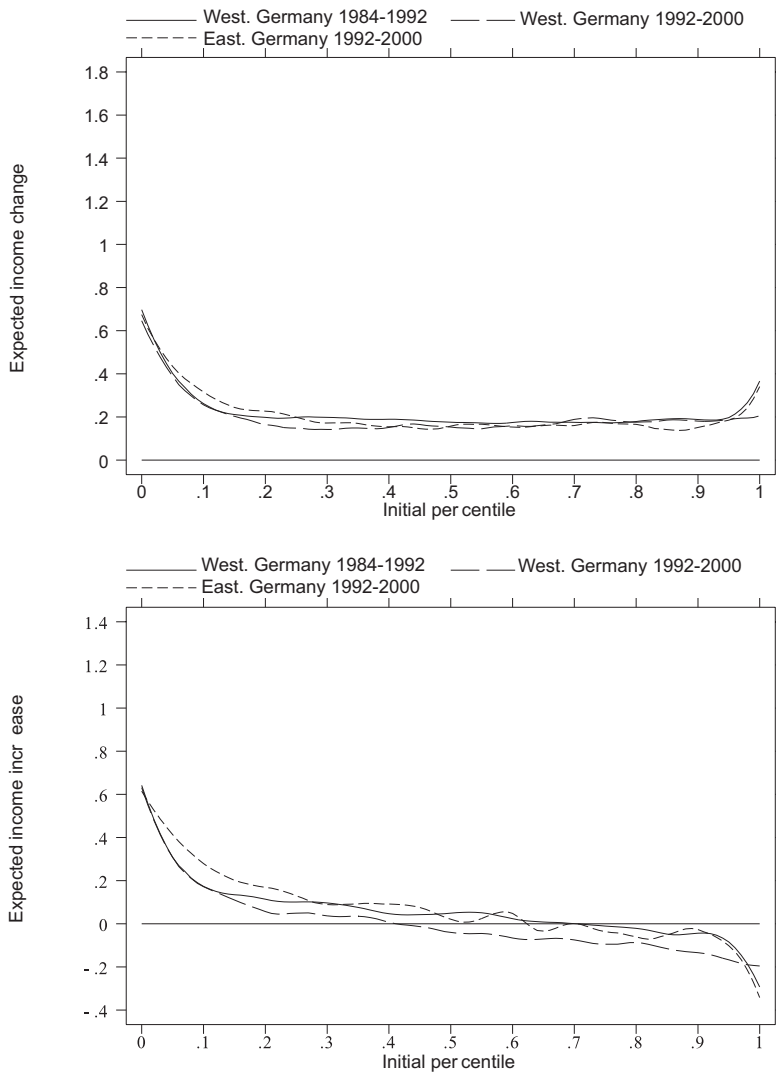 West. Germany 1984-1992 West. Germany 1992-2000
East. Germany 1992-2000
1.8
1.6
1.4
1.2
1
.8
.6
.4
.2
0
Expected income change
0 .1 .2 .3 .4 .5 .6 .7 .8 .9 1
Initial per centile
West. Germany 1984-1992 West. Germany 1992-2000
East. Germany 1992-2000
1.4
1.2
1
.8
.6
.4
.2
0
-.2
-.4
Expected income incr ease
0 .1 .2 .3 .4 .5 .6 .7 .8 .9 1
Initial per centile